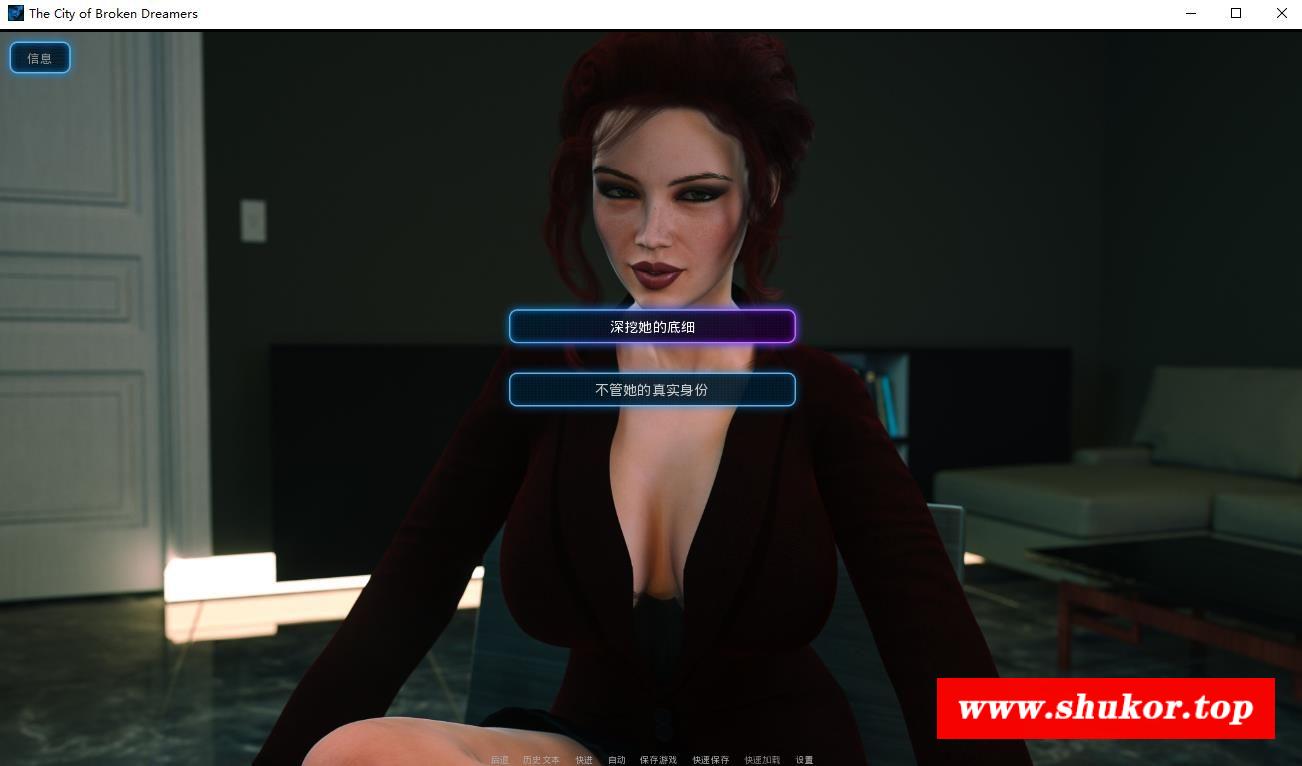 The City of Broken Dreamers
信息
深挖她的底细
不管她的真实身份
www.shukor.top
后退 历史文本 快进 自动 保存游戏 快速保存 快速加载 设置